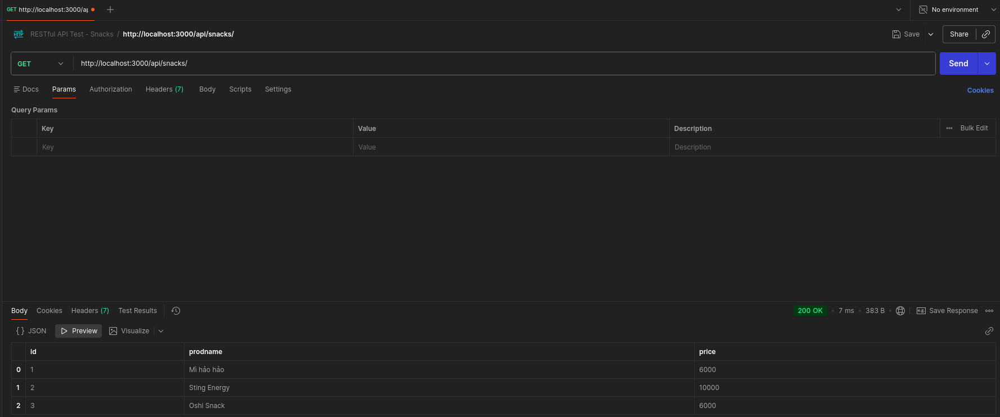 GET http://localhost:3000/ap
No environment
RESTful API Test - Snacks / http://localhost:3000/api/snacks/
Save
Share
GET http://localhost:3000/api/snacks/
Send
Docs Params Authorization Headers (7) Body Scripts Settings
Cookies
Query Params
Key Value Description Bulk Edit
Key Value Description
Body Cookies Headers (7) Test Results
200 OK • 7 ms • 383 B • e.g. Save Response
{ } JSON Preview Visualize
id prodname price
0 1 Mì hảo hảo 6000
1 2 Sting Energy 10000
2 3 Oshi Snack 6000